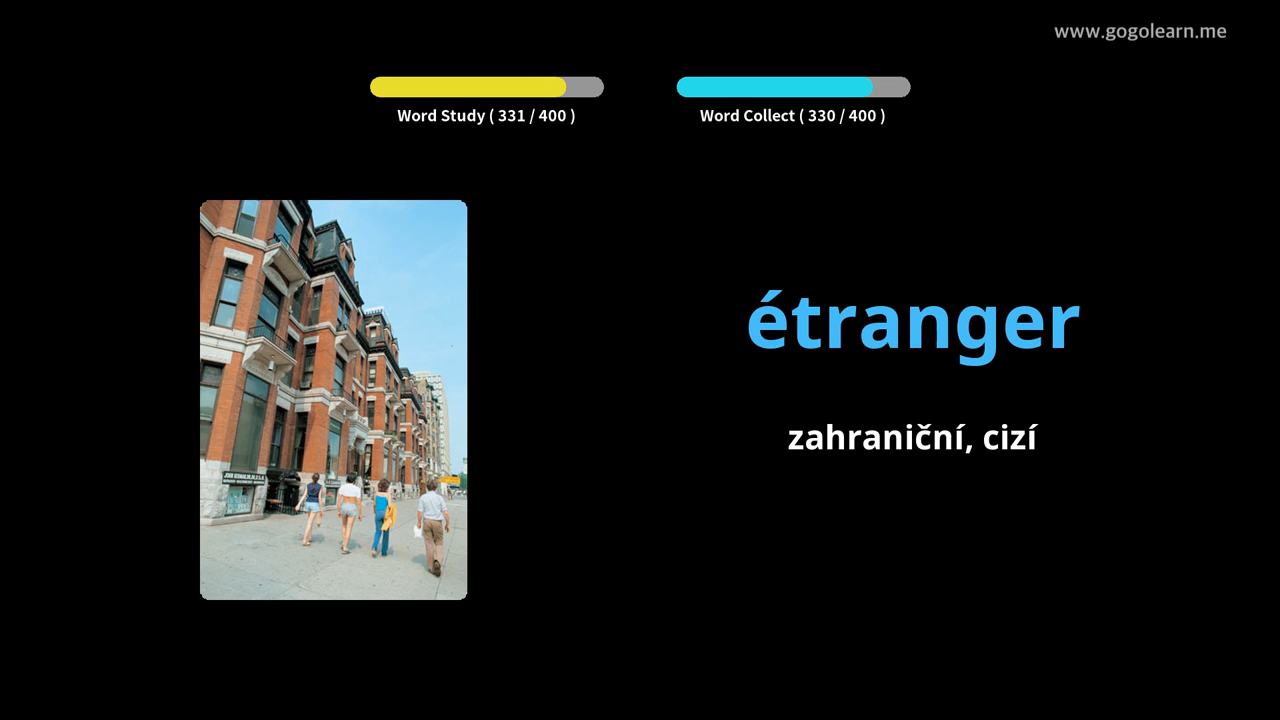 www.gogolearn.me
Word Study ( 331 / 400 )
Word Collect ( 330 / 400 )
étranger
zahraniční, cizí